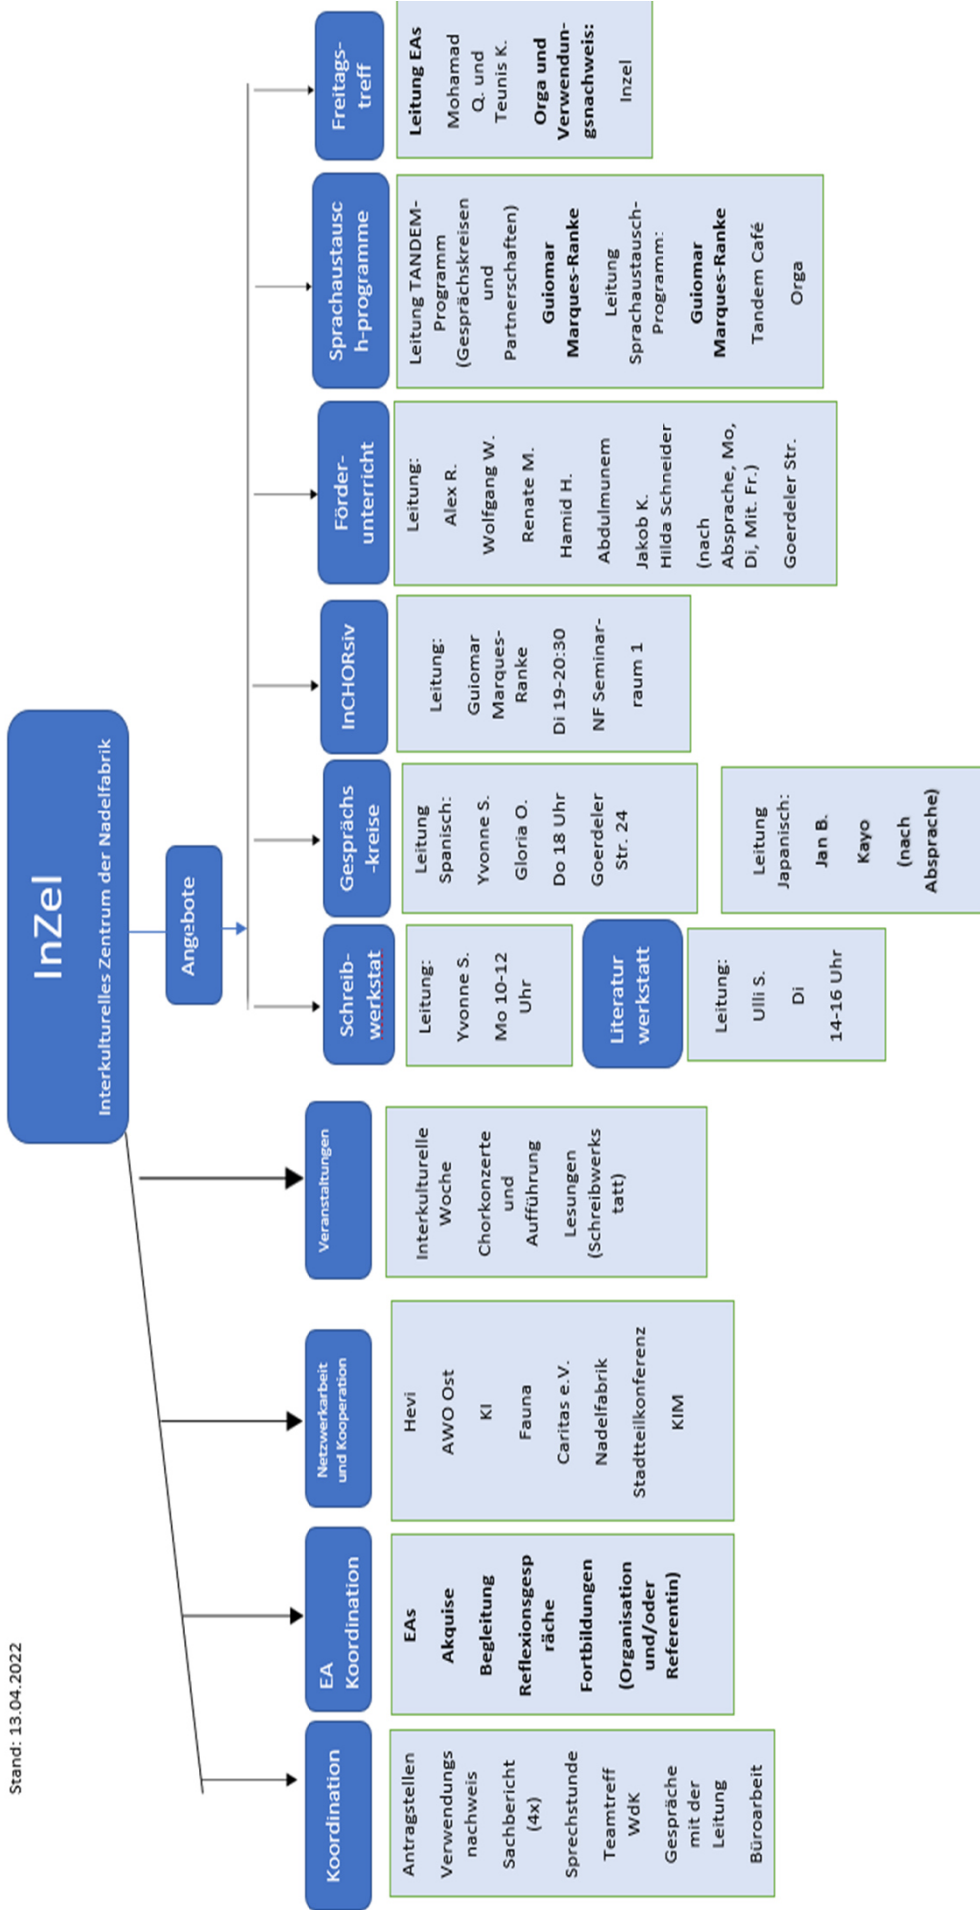 Stand: 13.04.2022
InZel
Interkulturelles Zentrum der Nadelfabrik
Angebote
Koordination
Antragstellen
Verwendungs
nachweis
Sachbericht
(4x)
Sprechstunde
Teamtreff
WdK
Gespräche
mit der
Leitung
Büroarbeit
EA
Koordination
EAs
Akquise
Begleitung
Reflexionsgesp
räche
Fortbildungen
(Organisation
und/oder
Referentin)
Netzwerkarbeit
und Kooperation
Hevi
AWO Ost
KI
Fauna
Caritas e.V.
Nadelfabrik
Stadtteilkonferenz
KIM
Veranstaltungen
Interkulturelle
Woche
Chorkonzerte
und
Aufführung
Lesungen
(Schreibwerks
tatt)
Schreib-
werkstat
Leitung:
Yvonne S.
Mo 10-12
Uhr
Literatur
werkstatt
Leitung:
Ulli S.
Di
14-16 Uhr
Gesprächs
-kreise
Leitung
Spanisch:
Yvonne S.
Gloria O.
Do 18 Uhr
Goerdeler
Str. 24
Leitung
Japanisch:
Jan B.
Kayo
(nach
Absprache)
InCHORsiv
Leitung:
Guiomar
Marques-
Ranke
Di 19-20:30
NF Seminar-
raum 1
Förder-
unterricht
Leitung:
Alex R.
Wolfgang W.
Renate M.
Hamid H.
Abdulmunem
Jakob K.
Hilda Schneider
(nach
Absprache, Mo,
Di, Mit. Fr.)
Goerdeler Str.
Sprachaustausc
h-programme
Leitung TANDEM-
Programm
(Gesprächskreisen
und
Partnerschaften)
Guiomar
Marques-Ranke
Leitung
Sprachaustausch-
Programm:
Guiomar
Marques-Ranke
Tandem Café
Orga
Freitags-
treff
Leitung EAs
Mohamad
Q. und
Teunis K.
Orga und
Verwendun-
gsnachweis:
Inzel